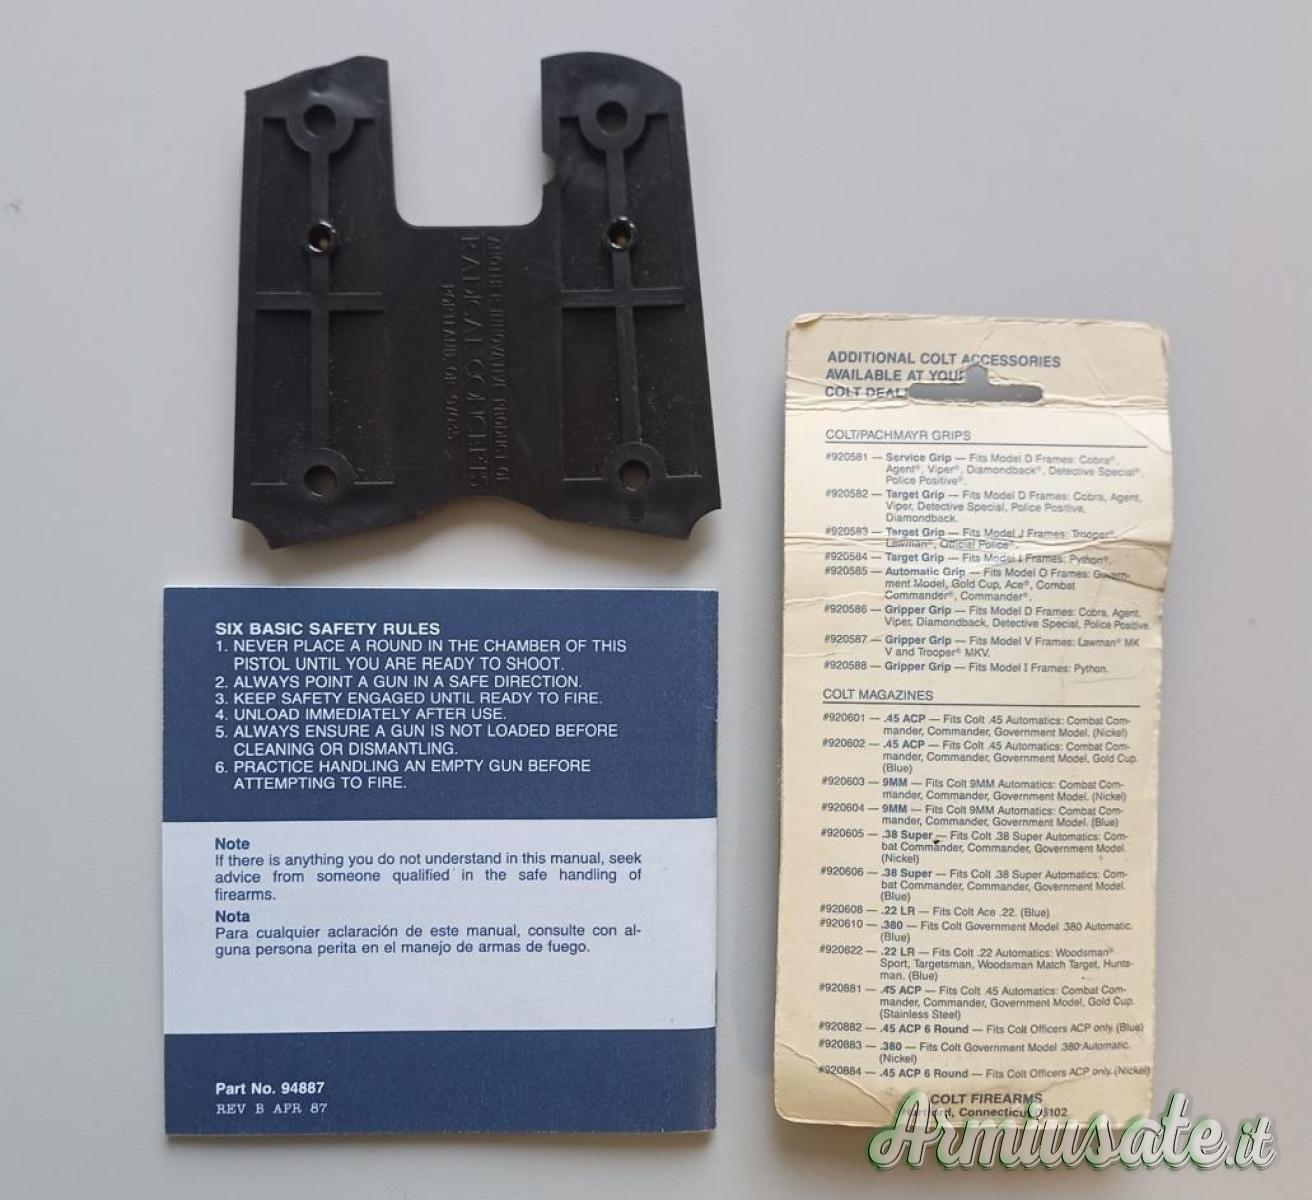 ANOTHER INNOVATIVE PRODUCT OF
RADICAL CONCEPTS
PORTLAND, OR 97035
SIX BASIC SAFETY RULES
1. NEVER PLACE A ROUND IN THE CHAMBER OF THIS
PISTOL UNTIL YOU ARE READY TO SHOOT.
2. ALWAYS POINT A GUN IN A SAFE DIRECTION.
3. KEEP SAFETY ENGAGED UNTIL READY TO FIRE.
4. UNLOAD IMMEDIATELY AFTER USE.
5. ALWAYS ENSURE A GUN IS NOT LOADED BEFORE
CLEANING OR DISMANTLING.
6. PRACTICE HANDLING AN EMPTY GUN BEFORE
ATTEMPTING TO FIRE.
Note
If there is anything you do not understand in this manual, seek
advice from someone qualified in the safe handling of
firearms.
Nota
Para cualquier aclaración de este manual, consulte con al-
guna persona perita en el manejo de armas de fuego.
Part No. 94887
REV B APR 87
ADDITIONAL COLT ACCESSORIES
AVAILABLE AT YOUR
COLT DEAL
COLT/PACHMAYR GRIPS
#920581 — Service Grip — Fits Model D Frames: Cobra®,
Agent®, Viper®, Diamondback®, Detective Special®,
Police Positive®.
#920582 — Target Grip — Fits Model D Frames: Cobra, Agent,
Viper, Detective Special, Police Positive,
Diamondback.
#920583 — Target Grip — Fits Model J Frames: Trooper®,
Lawman®, Official Police®.
#920584 — Target Grip — Fits Model I Frames: Python®.
#920585 — Automatic Grip — Fits Model O Frames: Govern-
ment Model, Gold Cup, Ace®, Combat
Commander®, Commander®.
#920586 — Gripper Grip — Fits Model D Frames: Cobra, Agent,
Viper, Diamondback, Detective Special, Police Positive.
#920587 — Gripper Grip — Fits Model V Frames: Lawman® MK
V and Trooper® MKV.
#920588 — Gripper Grip — Fits Model I Frames: Python.
COLT MAGAZINES
#920601 — .45 ACP — Fits Colt .45 Automatics: Combat Com-
mander, Commander, Government Model. (Nickel)
#920602 — .45 ACP — Fits Colt .45 Automatics: Combat Com-
mander, Commander, Government Model, Gold Cup.
(Blue)
#920603 — 9MM — Fits Colt 9MM Automatics: Combat Com-
mander, Commander, Government Model. (Nickel)
#920604 — 9MM — Fits Colt 9MM Automatics: Combat Com-
mander, Commander, Government Model. (Blue)
#920605 — .38 Super — Fits Colt .38 Super Automatics: Com-
bat Commander, Commander, Government Model.
(Nickel)
#920606 — .38 Super — Fits Colt .38 Super Automatics: Com-
bat Commander, Commander, Government Model.
(Blue)
#920608 — .22 LR — Fits Colt Ace .22. (Blue)
#920610 — .380 — Fits Colt Government Model .380 Automatic.
(Blue)
#920622 — .22 LR — Fits Colt .22 Automatics: Woodsman®
Sport, Targetsman, Woodsman Match Target, Hunts-
man. (Blue)
#920881 — .45 ACP — Fits Colt .45 Automatics: Combat Com-
mander, Commander, Government Model, Gold Cup.
(Stainless Steel)
#920882 — .45 ACP 6 Round — Fits Colt Officers ACP only. (Blue)
#920883 — .380 — Fits Colt Government Model .380 Automatic.
(Nickel)
#920884 — .45 ACP 6 Round — Fits Colt Officers ACP only. (Nickel)
COLT FIREARMS
Hartford, Connecticut 06102
Armiusate.it